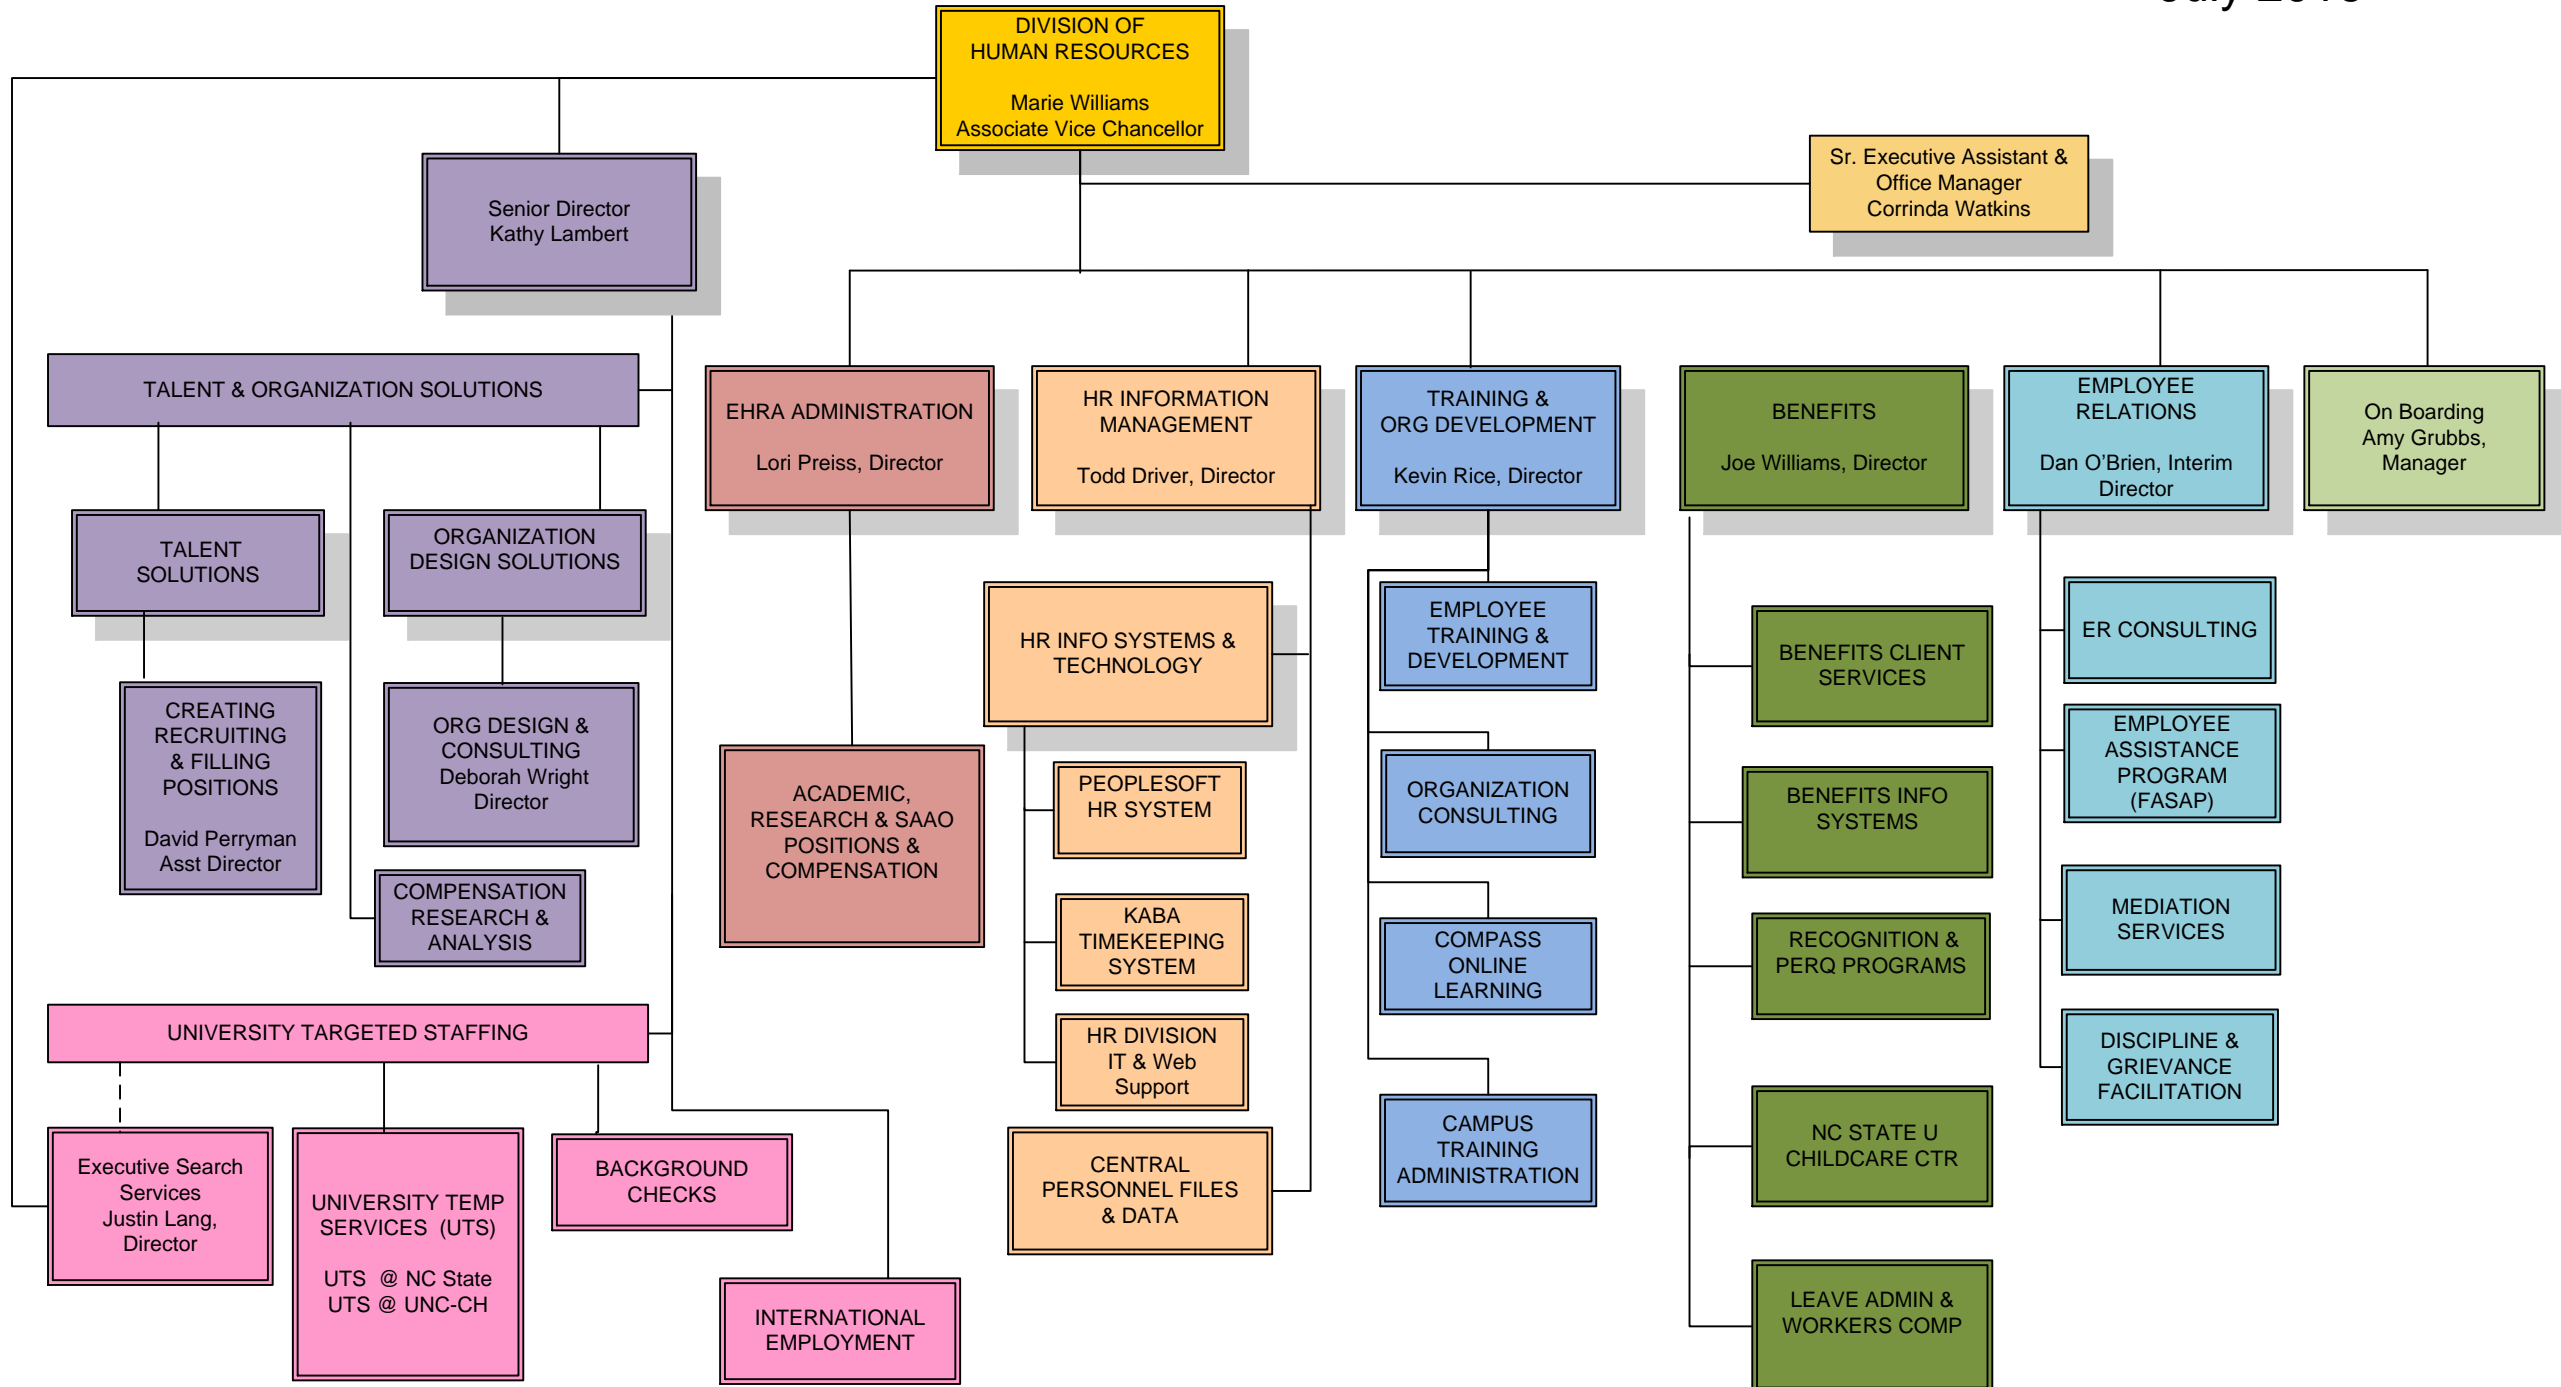 DIVISION OF
HUMAN RESOURCES
Marie Williams
Associate Vice Chancellor
Sr. Executive Assistant &
Office Manager
Corrinda Watkins
Senior Director
Kathy Lambert
TALENT & ORGANIZATION SOLUTIONS
EHRA ADMINISTRATION
Lori Preiss, Director
HR INFORMATION
MANAGEMENT
Todd Driver, Director
TRAINING &
ORG DEVELOPMENT
Kevin Rice, Director
BENEFITS
Joe Williams, Director
EMPLOYEE
RELATIONS
Dan O'Brien, Interim
Director
On Boarding
Amy Grubbs,
Manager
TALENT
SOLUTIONS
ORGANIZATION
DESIGN SOLUTIONS
CREATING
RECRUITING
& FILLING
POSITIONS
David Perryman
Asst Director
ORG DESIGN &
CONSULTING
Deborah Wright
Director
COMPENSATION
RESEARCH &
ANALYSIS
ACADEMIC,
RESEARCH & SAAO
POSITIONS &
COMPENSATION
HR INFO SYSTEMS &
TECHNOLOGY
PEOPLESOFT
HR SYSTEM
KABA
TIMEKEEPING
SYSTEM
HR DIVISION
IT & Web
Support
CENTRAL
PERSONNEL FILES
& DATA
EMPLOYEE
TRAINING &
DEVELOPMENT
ORGANIZATION
CONSULTING
COMPASS
ONLINE
LEARNING
CAMPUS
TRAINING
ADMINISTRATION
BENEFITS CLIENT
SERVICES
BENEFITS INFO
SYSTEMS
RECOGNITION &
PERQ PROGRAMS
NC STATE U
CHILDCARE CTR
LEAVE ADMIN &
WORKERS COMP
ER CONSULTING
EMPLOYEE
ASSISTANCE
PROGRAM
(FASAP)
MEDIATION
SERVICES
DISCIPLINE &
GRIEVANCE
FACILITATION
UNIVERSITY TARGETED STAFFING
Executive Search
Services
Justin Lang,
Director
UNIVERSITY TEMP
SERVICES (UTS)
UTS @ NC State
UTS @ UNC-CH
BACKGROUND
CHECKS
INTERNATIONAL
EMPLOYMENT